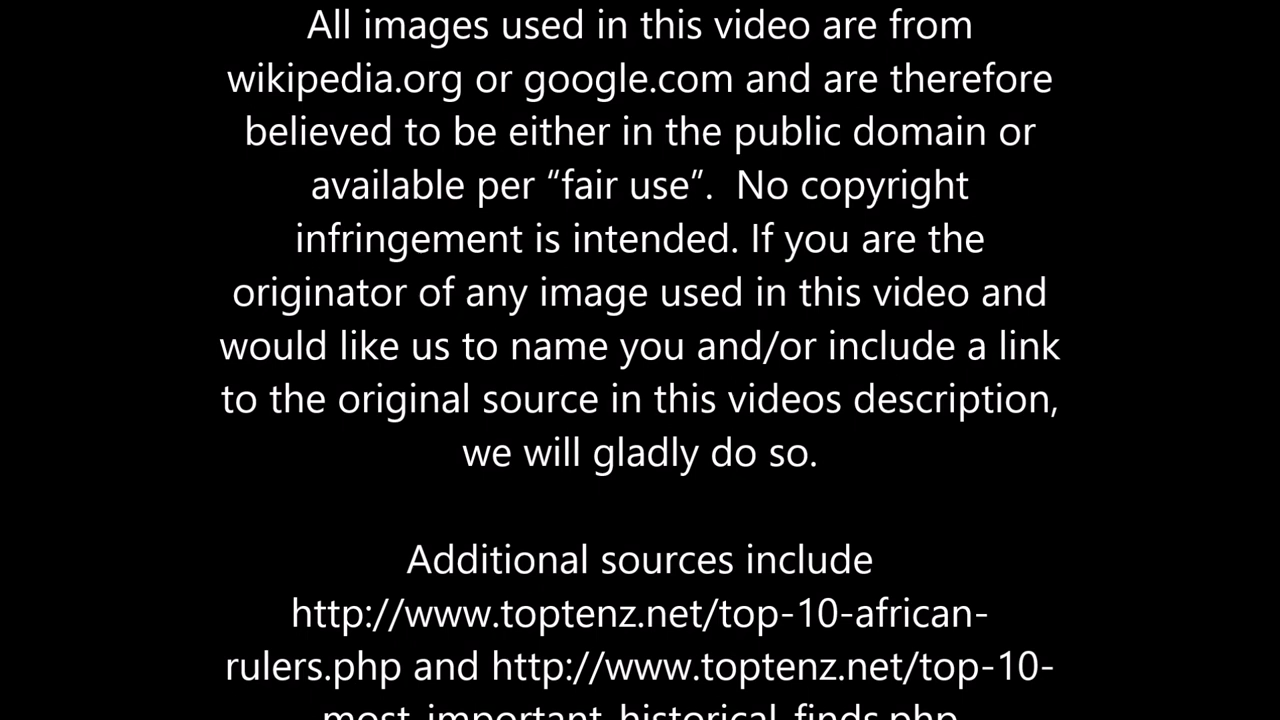 All images used in this video are from
wikipedia.org or google.com and are therefore
believed to be either in the public domain or
available per “fair use”.  No copyright
infringement is intended. If you are the
originator of any image used in this video and
would like us to name you and/or include a link
to the original source in this videos description,
we will gladly do so.
Additional sources include
http://www.toptenz.net/top-10-african-
rulers.php and http://www.toptenz.net/top-10-
most_important_historical_finds.php